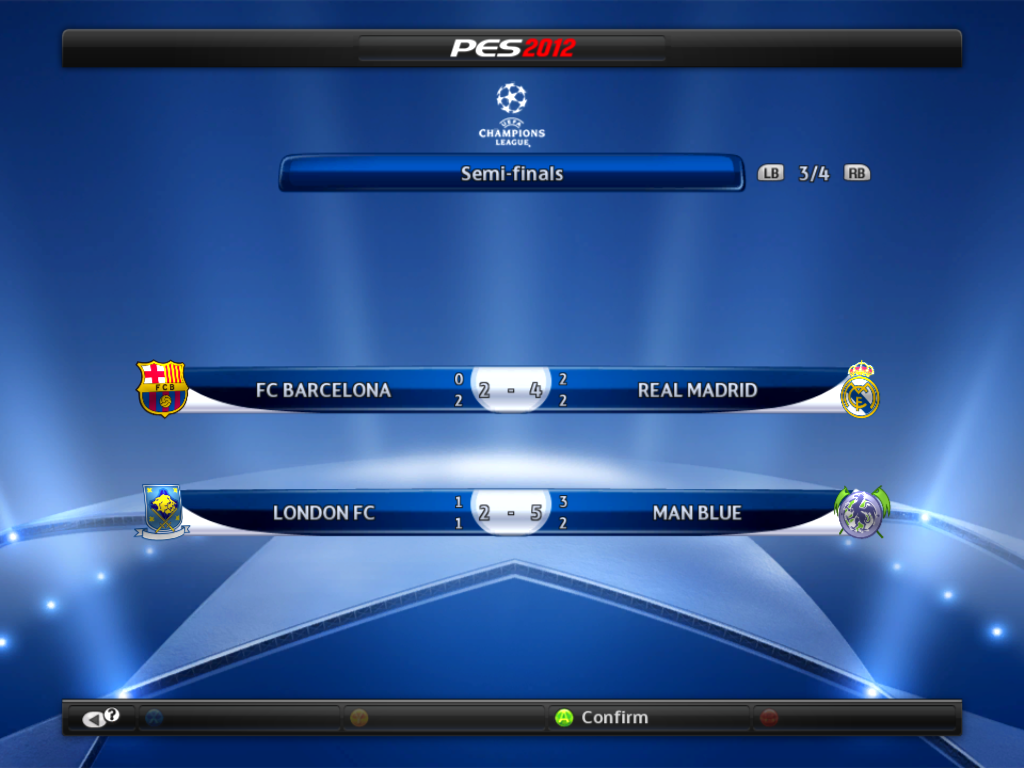 PES2012
UEFA
CHAMPIONS
LEAGUE
Semi-finals
LB 3/4 RB
FCB
FC BARCELONA 0 2 2 - 4 2 2 REAL MADRID
LONDON FC 1 1 2 - 5 3 2 MAN BLUE
? A Confirm